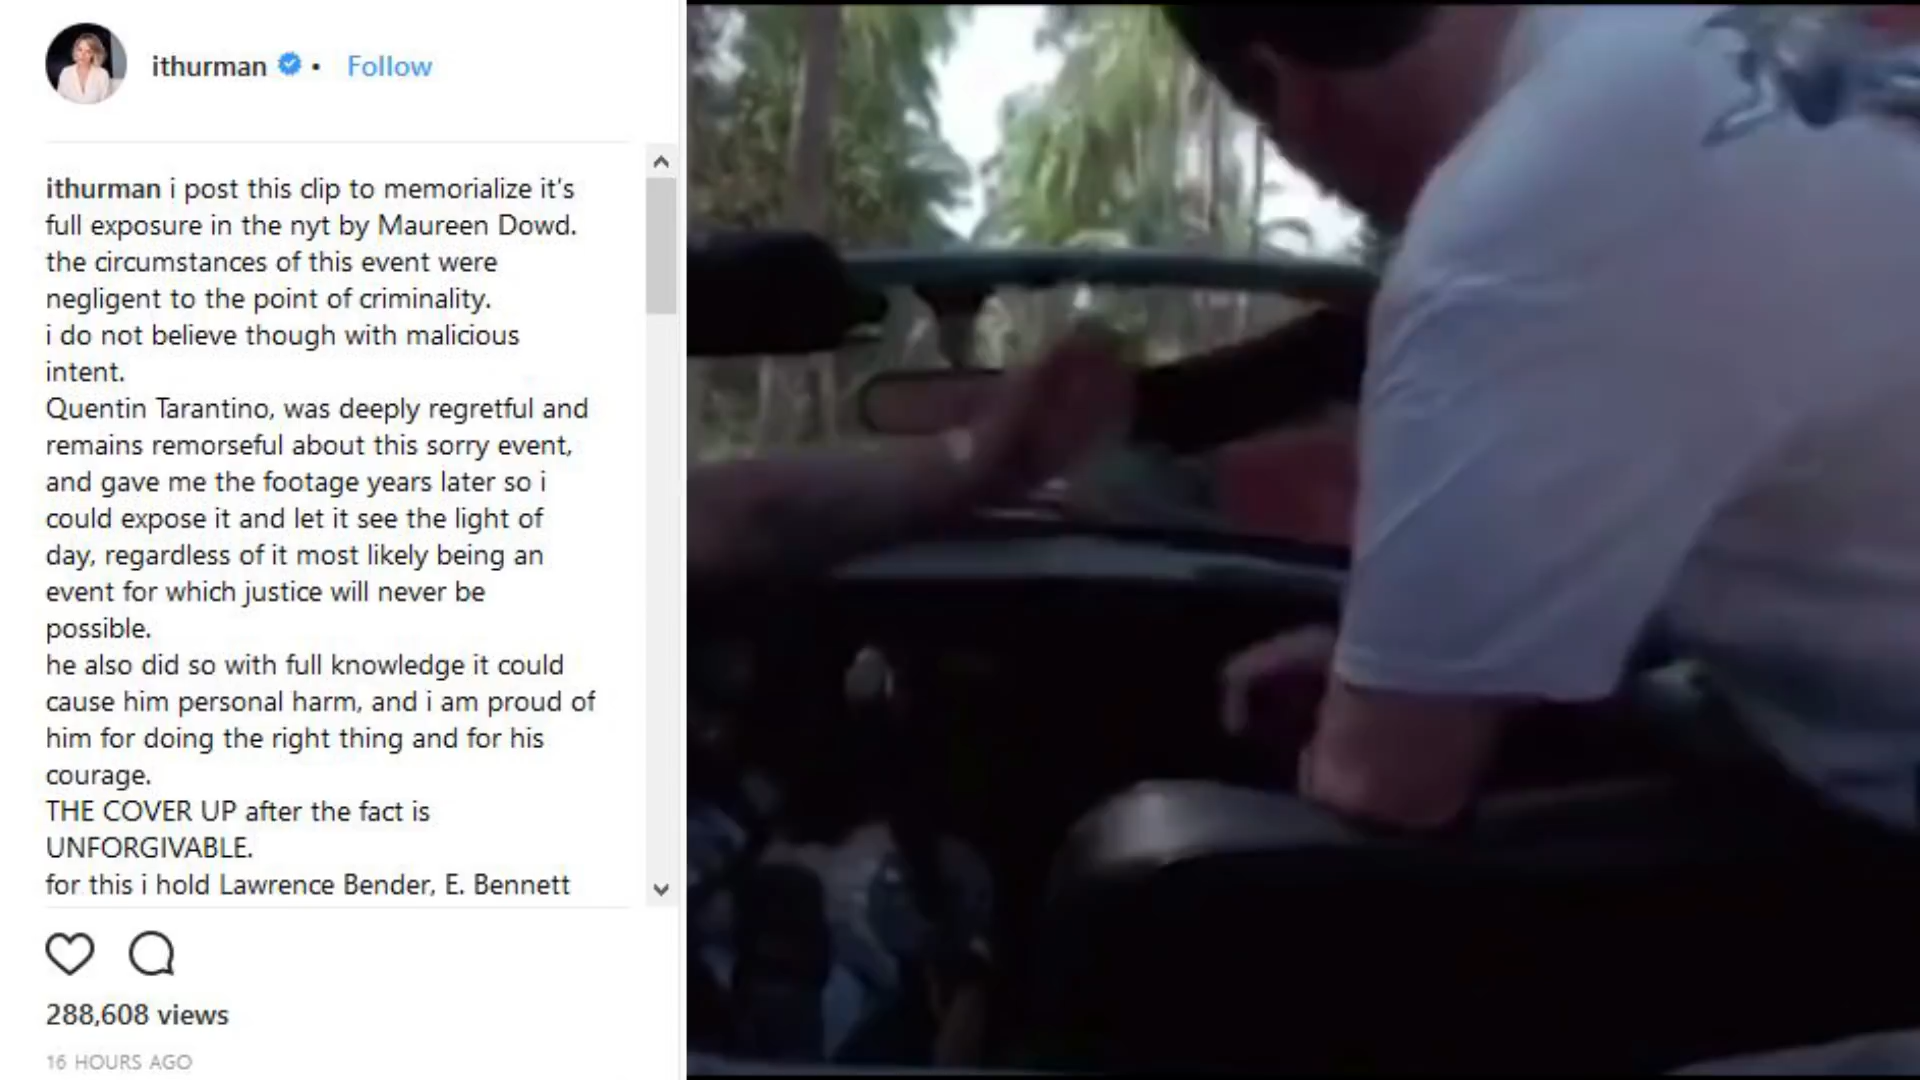 ithurman • Follow
ithurman i post this clip to memorialize it’s
full exposure in the nyt by Maureen Dowd.
the circumstances of this event were
negligent to the point of criminality.
i do not believe though with malicious
intent.
Quentin Tarantino, was deeply regretful and
remains remorseful about this sorry event,
and gave me the footage years later so i
could expose it and let it see the light of
day, regardless of it most likely being an
event for which justice will never be
possible.
he also did so with full knowledge it could
cause him personal harm, and i am proud of
him for doing the right thing and for his
courage.
THE COVER UP after the fact is
UNFORGIVABLE.
for this i hold Lawrence Bender, E. Bennett
288,608 views
16 HOURS AGO